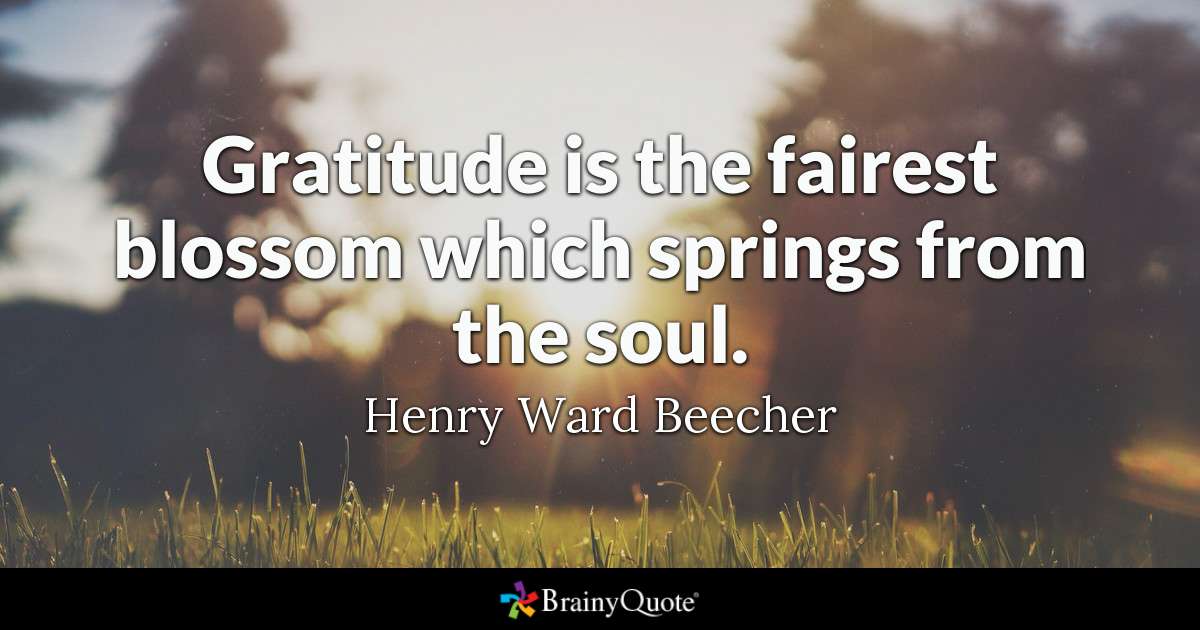 Gratitude is the fairest
blossom which springs from
the soul.
Henry Ward Beecher
BrainyQuote®